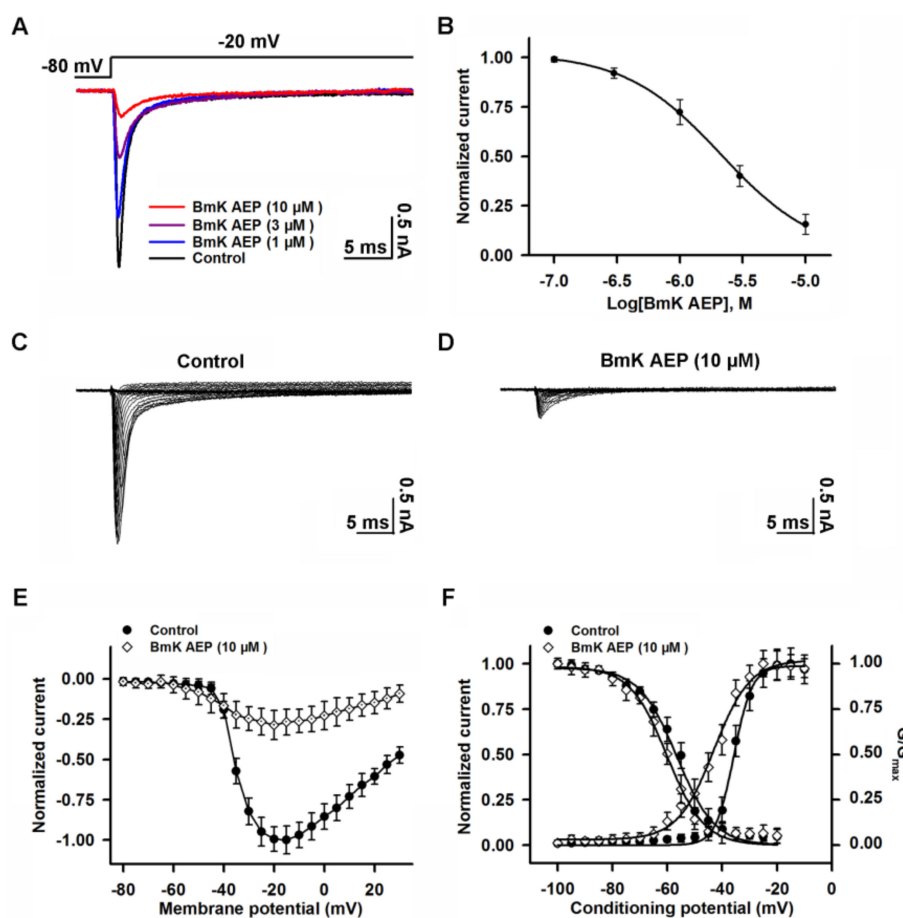 A
-20 mV
-80 mV
BmK AEP (10 µM )
BmK AEP (3 µM )
BmK AEP (1 µM )
Control
5 ms
0.5 nA
B
Normalized current
1.00
0.75
0.50
0.25
0.00
-7.0 -6.5 -6.0 -5.5 -5.0
Log[BmK AEP], M
C
Control
5 ms
0.5 nA
D
BmK AEP (10 µM)
5 ms
0.5 nA
E
Control
BmK AEP (10 µM )
Normalized current
0.00
-0.25
-0.50
-0.75
-1.00
-80 -60 -40 -20 0 20
Membrane potential (mV)
F
Control
BmK AEP (10 µM )
Normalized current
1.00
0.75
0.50
0.25
0.00
1.00
0.75
0.50
0.25
0.00
G/Gmax
-100 -80 -60 -40 -20 0
Conditioning potential (mV)